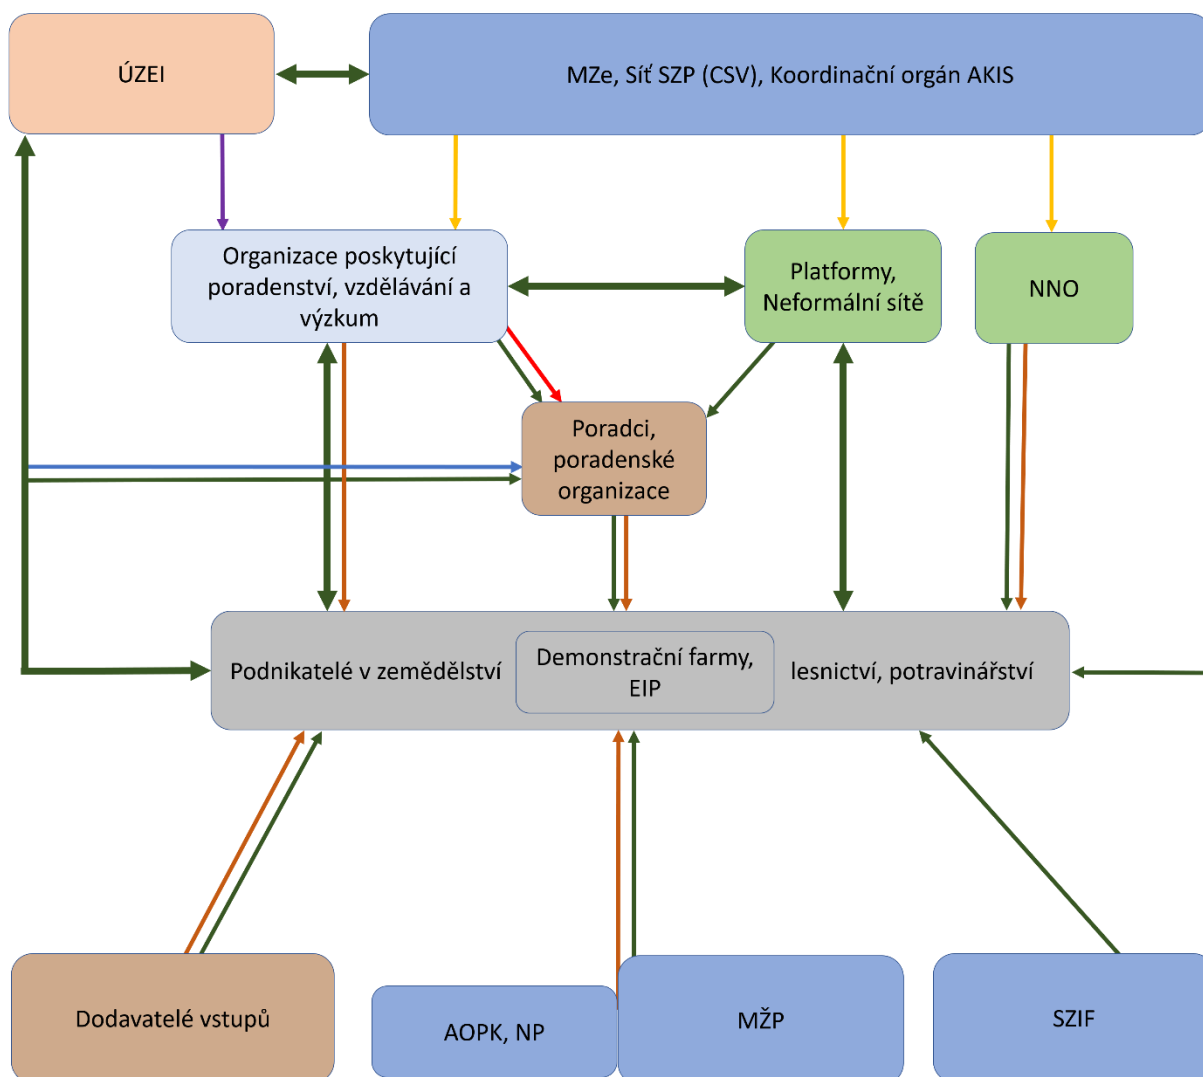 ÚZEI
MZe, Síť SZP (CSV), Koordinační orgán AKIS
Organizace poskytující
poradenství, vzdělávání a
výzkum
Platformy,
Neformální sítě
NNO
Poradci,
poradenské
organizace
Podnikatelé v zemědělství
Demonstrační farmy,
EIP
lesnictví, potravinářství
Dodavatelé vstupů
AOPK, NP
MŽP
SZIF